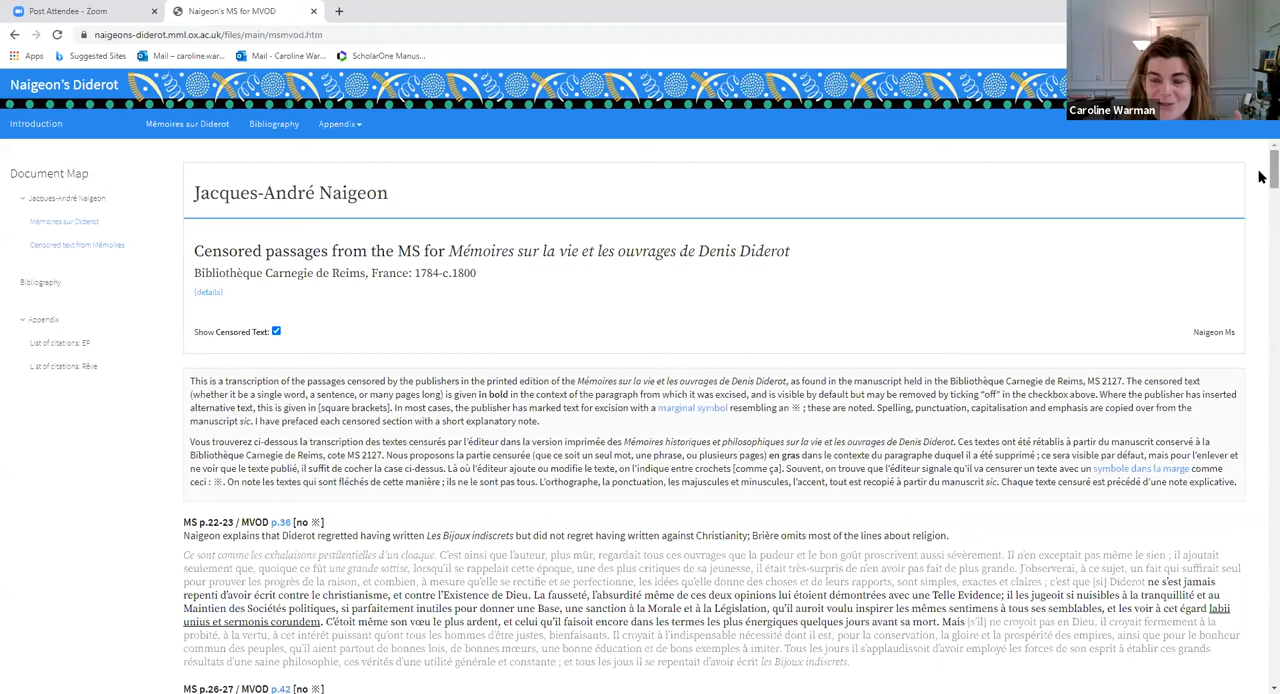 Post Attendee - Zoom
Naigeon's MS for MVOD
naigeons-diderot.mml.ox.ac.uk/files/main/msmvod.htm
Apps
Suggested Sites
Mail – caroline.war...
Mail - Caroline War...
ScholarOne Manus...
Caroline Warman
Naigeon's Diderot
Introduction
Mémoires sur Diderot
Bibliography
Appendix
Document Map
Jacques-André Naigeon
Mémoires sur Diderot
Censored text from Mémoires
Bibliography
Appendix
List of citations: EP
List of citations: Rêve
Jacques-André Naigeon
Censored passages from the MS for Mémoires sur la vie et les ouvrages de Denis Diderot
Bibliothèque Carnegie de Reims, France: 1784-c.1800
(details)
Show Censored Text:
Naigeon Ms
This is a transcription of the passages censored by the publishers in the printed edition of the Mémoires sur la vie et les ouvrages de Denis Diderot, as found in the manuscript held in the Bibliothèque Carnegie de Reims, MS 2127. The censored text
(whether it be a single word, a sentence, or many pages long) is given in bold in the context of the paragraph from which it was excised, and is visible by default but may be removed by ticking "off" in the checkbox above. Where the publisher has inserted
alternative text, this is given in [square brackets]. In most cases, the publisher has marked text for excision with a marginal symbol resembling an ※ ; these are noted. Spelling, punctuation, capitalisation and emphasis are copied over from the
manuscript sic. I have prefaced each censored section with a short explanatory note.
Vous trouverez ci-dessous la transcription des textes censurés par l'éditeur dans la version imprimée des Mémoires historiques et philosophiques sur la vie et les ouvrages de Denis Diderot. Ces textes ont été rétablis à partir du manuscrit conservé à la
Bibliothèque Carnegie de Reims, cote MS 2127. Nous proposons la partie censurée (que ce soit un seul mot, une phrase, ou plusieurs pages) en gras dans le contexte du paragraphe duquel il a été supprimé ; ce sera visible par défaut, mais pour l'enlever et
ne voir que le texte publié, il suffit de cocher la case ci-dessus. Là où l'éditeur ajoute ou modifie le texte, on l'indique entre crochets [comme ça]. Souvent, on trouve que l'éditeur signale qu'il va censurer un texte avec un symbole dans la marge comme
ceci : ※. On note les textes qui sont fléchés de cette manière ; ils ne le sont pas tous. L'orthographe, la ponctuation, les majuscules et minuscules, l'accent, tout est recopié à partir du manuscrit sic. Chaque texte censuré est précédé d'une note explicative.
MS p.22-23 / MVOD p.36 [no ※]
Naigeon explains that Diderot regretted having written Les Bijoux indiscrets but did not regret having written against Christianity; Brière omits most of the lines about religion.
Ce sont comme les exhalaisons pestilentielles d'un cloaque. C'est ainsi que l'auteur, plus mûr, regardait tous ces ouvrages que la pudeur et le bon goût proscrivent aussi sévèrement. Il n'en exceptait pas même le sien ; il ajoutait
seulement que, quoique ce fût une grande sottise, lorsqu'il se rappelait cette époque, une des plus critiques de sa jeunesse, il était très-surpris de n'en avoir pas fait de plus grande. J'observerai, à ce sujet, un fait qui suffirait seul
pour prouver les progrès de la raison, et combien, à mesure qu'elle se rectifie et se perfectionne, les idées qu'elle donne des choses et de leurs rapports, sont simples, exactes et claires ; c'est que [si] Diderot ne s'est jamais
repenti d'avoir écrit contre le christianisme, et contre l'Existence de Dieu. La fausseté, l'absurdité même de ces deux opinions lui étoient démontrées avec une Telle Evidence; il les jugeoit si nuisibles à la tranquillité et au
Maintien des Sociétés politiques, si parfaitement inutiles pour donner une Base, une sanction à la Morale et à la Législation, qu'il auroit voulu inspirer les mêmes sentimens à tous ses semblables, et les voir à cet égard labii
unius et sermonis corundem. C'étoit même son vœu le plus ardent, et celui qu'il faisoit encore dans les termes les plus énergiques quelques jours avant sa mort. Mais [s'il] ne croyoit pas en Dieu, il croyait fermement à la
probité, à la vertu, à cet intérêt puissant qu'ont tous les hommes d'être justes, bienfaisants. Il croyait à l'indispensable nécessité dont il est, pour la conservation, la gloire et la prospérité des empires, ainsi que pour le bonheur
commun des peuples, qu'il aient partout de bonnes lois, de bonnes mœurs, une bonne éducation et de bons exemples à imiter. Tous les jours il s'applaudissoit d'avoir employé les forces de son esprit à établir ces grands
résultats d'une saine philosophie, ces vérités d'une utilité générale et constante ; et tous les jours il se repentait d'avoir écrit les Bijoux indiscrets.
MS p.26-27 / MVOD p.42 [no ※]